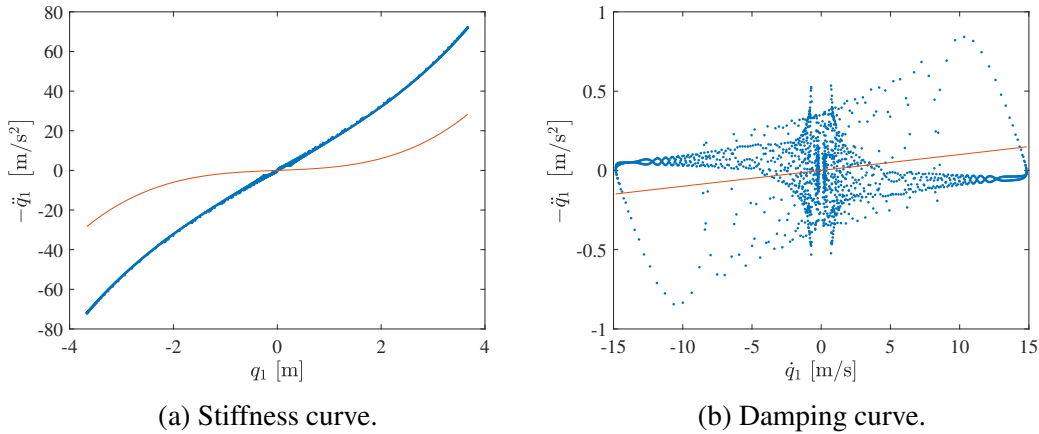 80
60
40
20
0
-20
-40
-60
-80
-4 -2 0 2 4
−q̈₁ [m/s²]
q₁ [m]
(a) Stiffness curve.
1
0.5
0
-0.5
-1
-15 -10 -5 0 5 10 15
−q̈₁ [m/s²]
q̇₁ [m/s]
(b) Damping curve.